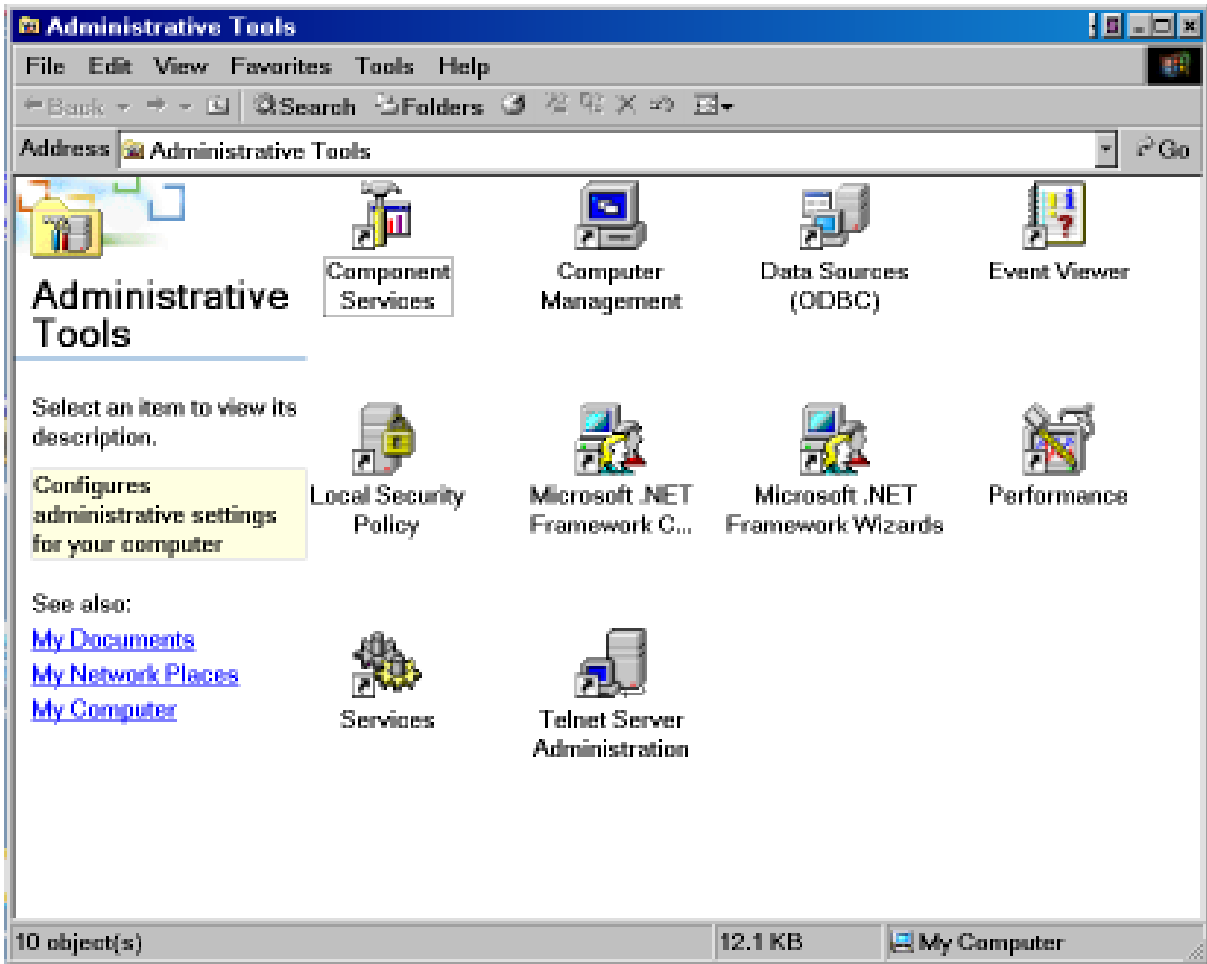 Administrative Tools
File Edit View Favorites Tools Help
Back Search Folders
Address Administrative Tools Go
Administrative
Tools
Select an item to view its
description.
Configures
administrative settings
for your computer
See also:
My Documents
My Network Places
My Computer
Component
Services
Computer
Management
Data Sources
(ODBC)
Event Viewer
Local Security
Policy
Microsoft .NET
Framework C...
Microsoft .NET
Framework Wizards
Performance
Services
Telnet Server
Administration
10 object(s) 12.1 KB My Computer